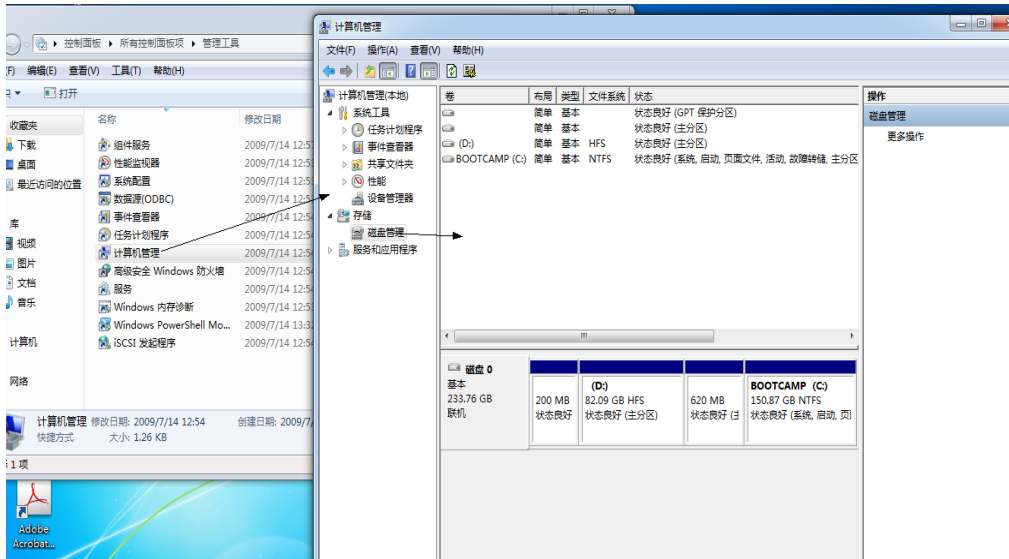 控制面板 ▸ 所有控制面板项 ▸ 管理工具
编辑(E) 查看(V) 工具(T) 帮助(H)
打开
收藏夹
下载
桌面
最近访问的位置
库
视频
图片
文档
音乐
计算机
网络
名称 修改日期
组件服务 2009/7/14 12:5
性能监视器 2009/7/14 12:5
系统配置 2009/7/14 12:5
数据源(ODBC) 2009/7/14 12:5
事件查看器 2009/7/14 12:54
任务计划程序 2009/7/14 12:54
计算机管理 2009/7/14 12:54
高级安全 Windows 防火墙 2009/7/14 12:54
服务 2009/7/14 12:54
Windows 内存诊断 2009/7/14 12:5
Windows PowerShell Mo... 2009/7/14 13:32
iSCSI 发起程序 2009/7/14 12:54
计算机管理 修改日期: 2009/7/14 12:54 创建日期: 2009/7/
快捷方式 大小: 1.26 KB
1 项
Adobe
Acrobat...
计算机管理
文件(F) 操作(A) 查看(V) 帮助(H)
计算机管理(本地)
系统工具
任务计划程序
事件查看器
共享文件夹
性能
设备管理器
存储
磁盘管理
服务和应用程序
卷 布局 类型 文件系统 状态
简单 基本 状态良好 (GPT 保护分区)
简单 基本 状态良好 (主分区)
(D:) 简单 基本 HFS 状态良好 (主分区)
BOOTCAMP (C:) 简单 基本 NTFS 状态良好 (系统, 启动, 页面文件, 活动, 故障转储, 主分区
操作
磁盘管理
更多操作
磁盘 0
基本
233.76 GB
联机
200 MB
状态良好
(D:)
82.09 GB HFS
状态良好 (主分区)
620 MB
状态良好 (主
BOOTCAMP (C:)
150.87 GB NTFS
状态良好 (系统, 启动, 页